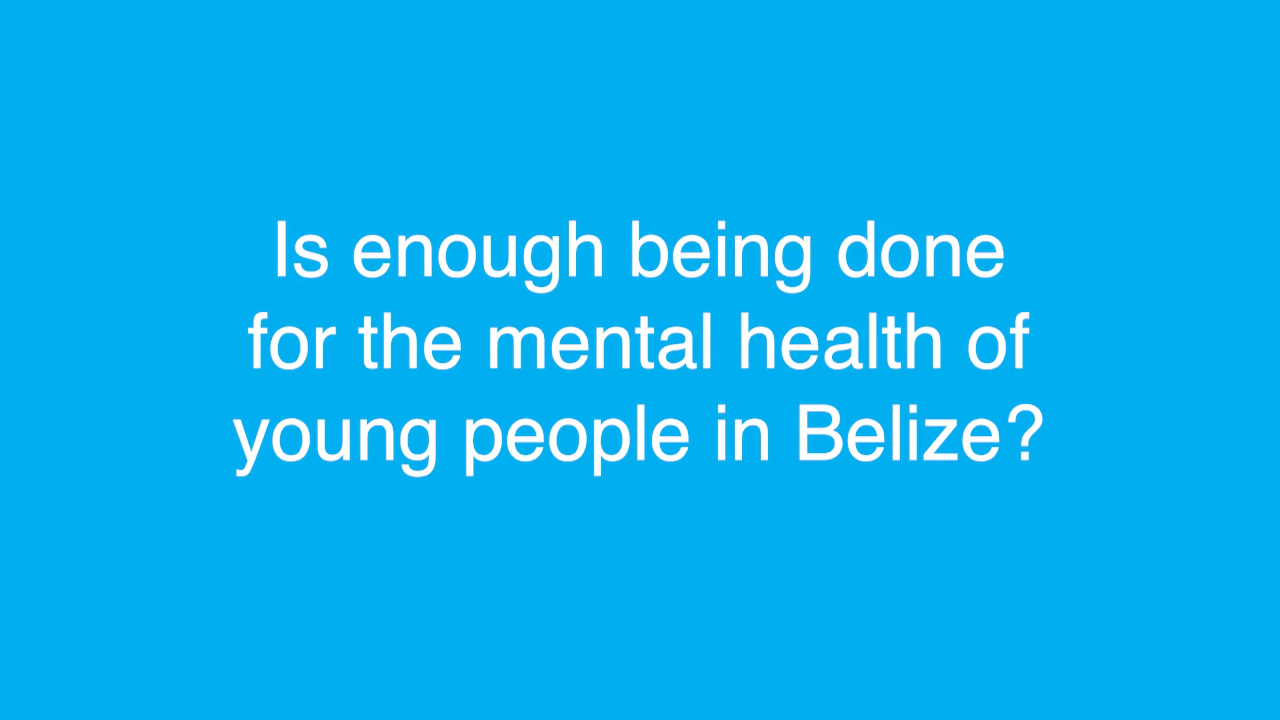 Is enough being done
for the mental health of
young people in Belize?